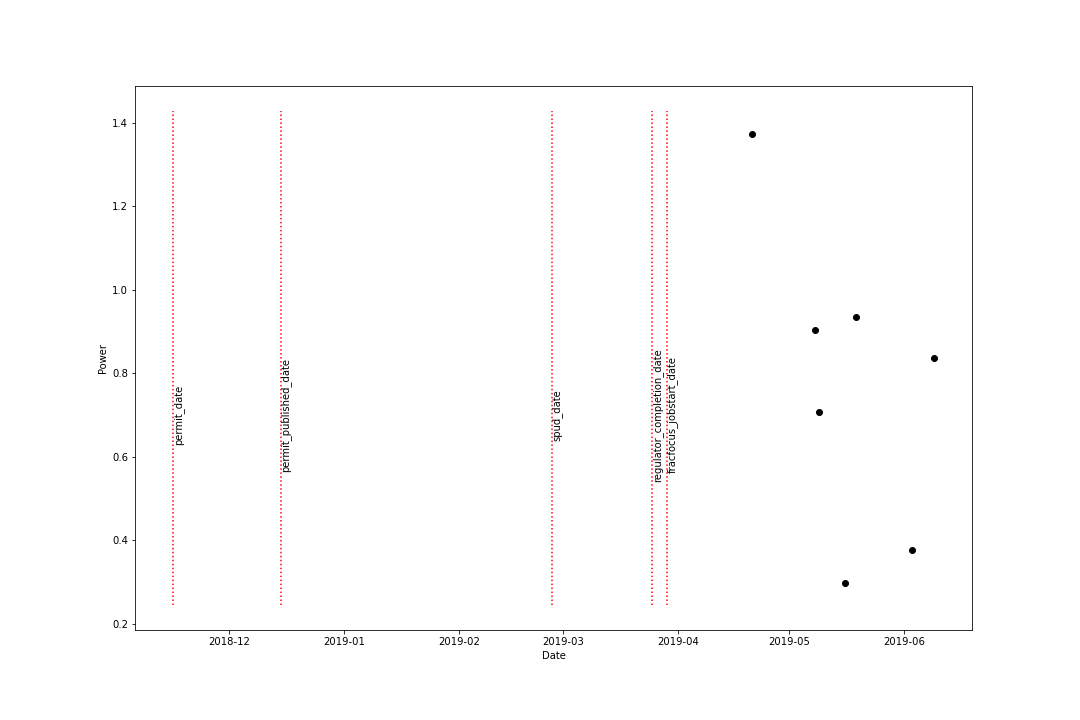 1.4
1.2
1.0
0.8
0.6
0.4
0.2
Power
permit_date
permit_published_date
spud_date
regulator_completion_date
fracfocus_jobstart_date
2018-12
2019-01
2019-02
2019-03
2019-04
2019-05
2019-06
Date